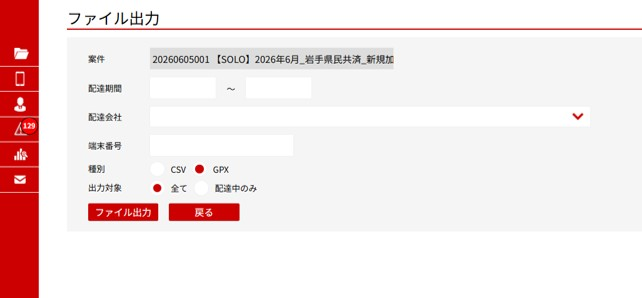 ファイル出力
案件 20260605001 【SOLO】2026年6月_岩手県民共済_新規加
配達期間 ～
配達会社
129
端末番号
種別 CSV GPX
出力対象 全て 配達中のみ
ファイル出力 戻る